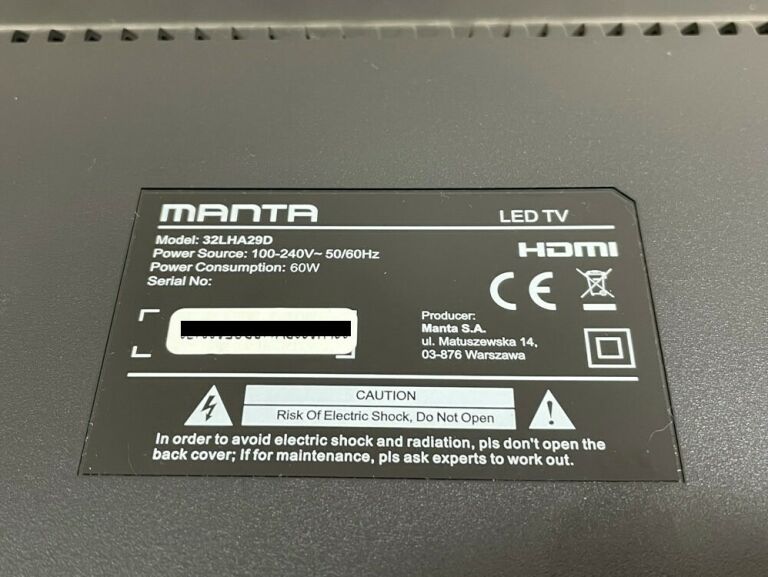 MANTA
LED TV
Model: 32LHA29D
Power Source: 100-240V~ 50/60Hz
Power Consumption: 60W
Serial No:
HDMI
CE
Producer:
Manta S.A.
ul. Matuszewska 14,
03-876 Warszawa
CAUTION
Risk Of Electric Shock, Do Not Open
In order to avoid electric shock and radiation, pls don't open the
back cover; If for maintenance, pls ask experts to work out.